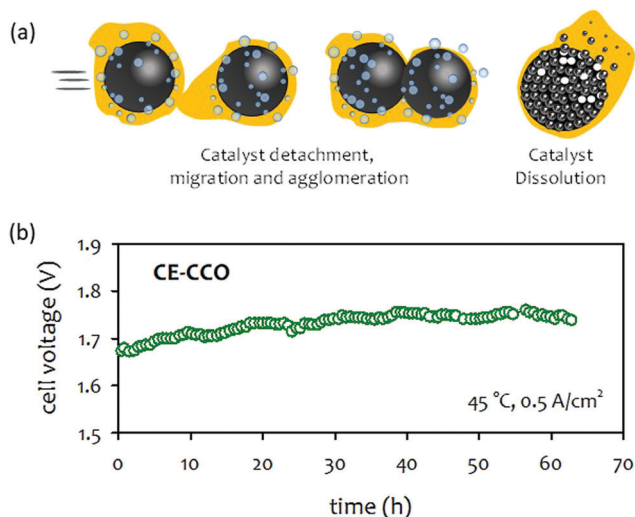 (a)
Catalyst detachment,
migration and agglomeration
Catalyst
Dissolution
(b)
1.9
1.8
1.7
1.6
1.5
cell voltage (V)
CE-CCO
45 °C, 0.5 A/cm²
0 10 20 30 40 50 60 70
time (h)